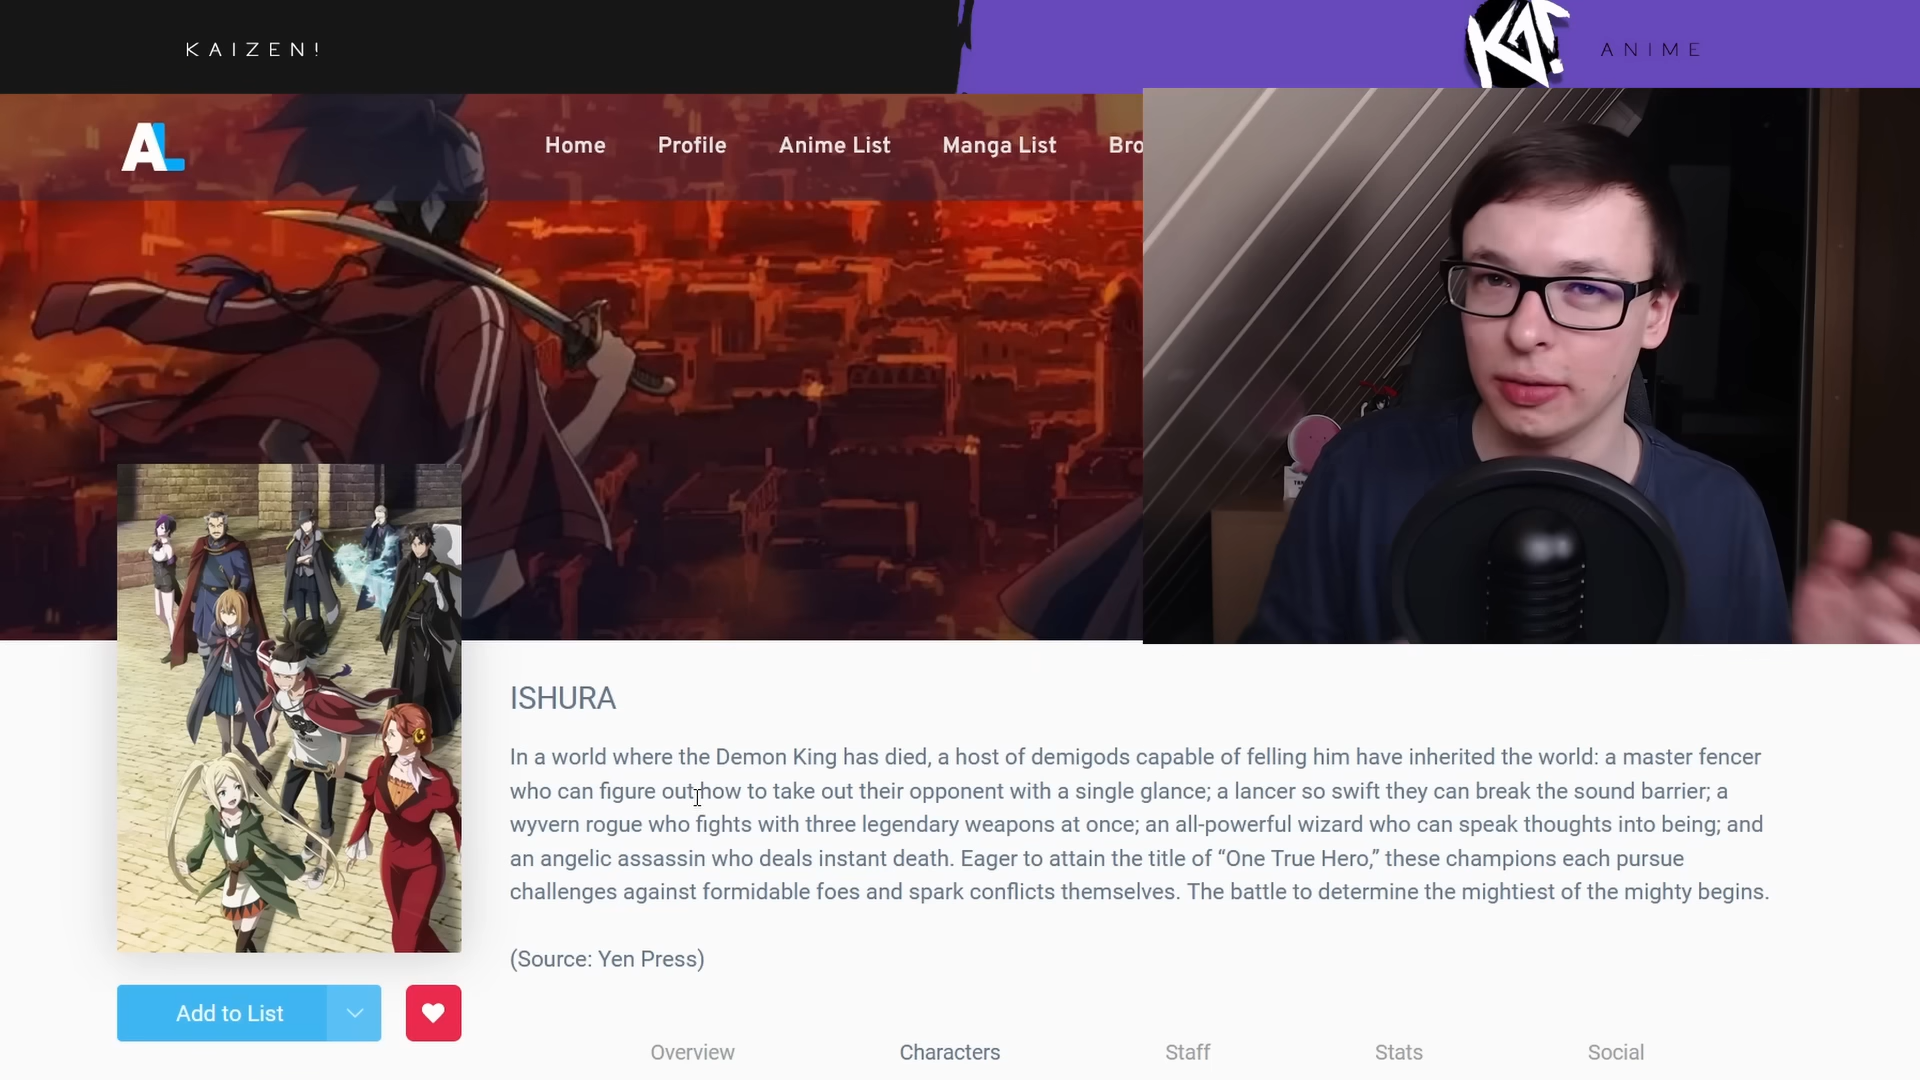 KAIZEN!
KAI!
ANIME
AL
Home Profile Anime List Manga List Bro
ISHURA
In a world where the Demon King has died, a host of demigods capable of felling him have inherited the world: a master fencer
who can figure out how to take out their opponent with a single glance; a lancer so swift they can break the sound barrier; a
wyvern rogue who fights with three legendary weapons at once; an all-powerful wizard who can speak thoughts into being; and
an angelic assassin who deals instant death. Eager to attain the title of “One True Hero,” these champions each pursue
challenges against formidable foes and spark conflicts themselves. The battle to determine the mightiest of the mighty begins.
(Source: Yen Press)
Add to List
Overview Characters Staff Stats Social